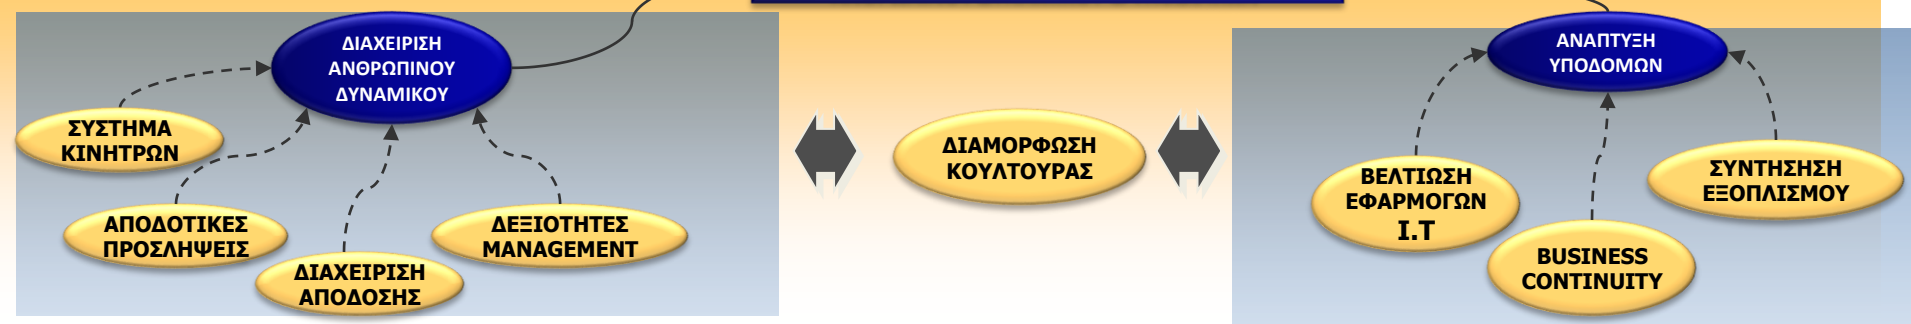 ΔΙΑΧΕΙΡΙΣΗ
ΑΝΘΡΩΠΙΝΟΥ
ΔΥΝΑΜΙΚΟΥ
ΣΥΣΤΗΜΑ
ΚΙΝΗΤΡΩΝ
ΑΠΟΔΟΤΙΚΕΣ
ΠΡΟΣΛΗΨΕΙΣ
ΔΙΑΧΕΙΡΙΣΗ
ΑΠΟΔΟΣΗΣ
ΔΕΞΙΟΤΗΤΕΣ
MANAGEMENT
ΔΙΑΜΟΡΦΩΣΗ
ΚΟΥΛΤΟΥΡΑΣ
ΑΝΑΠΤΥΞΗ
ΥΠΟΔΟΜΩΝ
ΒΕΛΤΙΩΣΗ
ΕΦΑΡΜΟΓΩΝ
I.T
BUSINESS
CONTINUITY
ΣΥΝΤΗΣΗΣΗ
ΕΞΟΠΛΙΣΜΟΥ